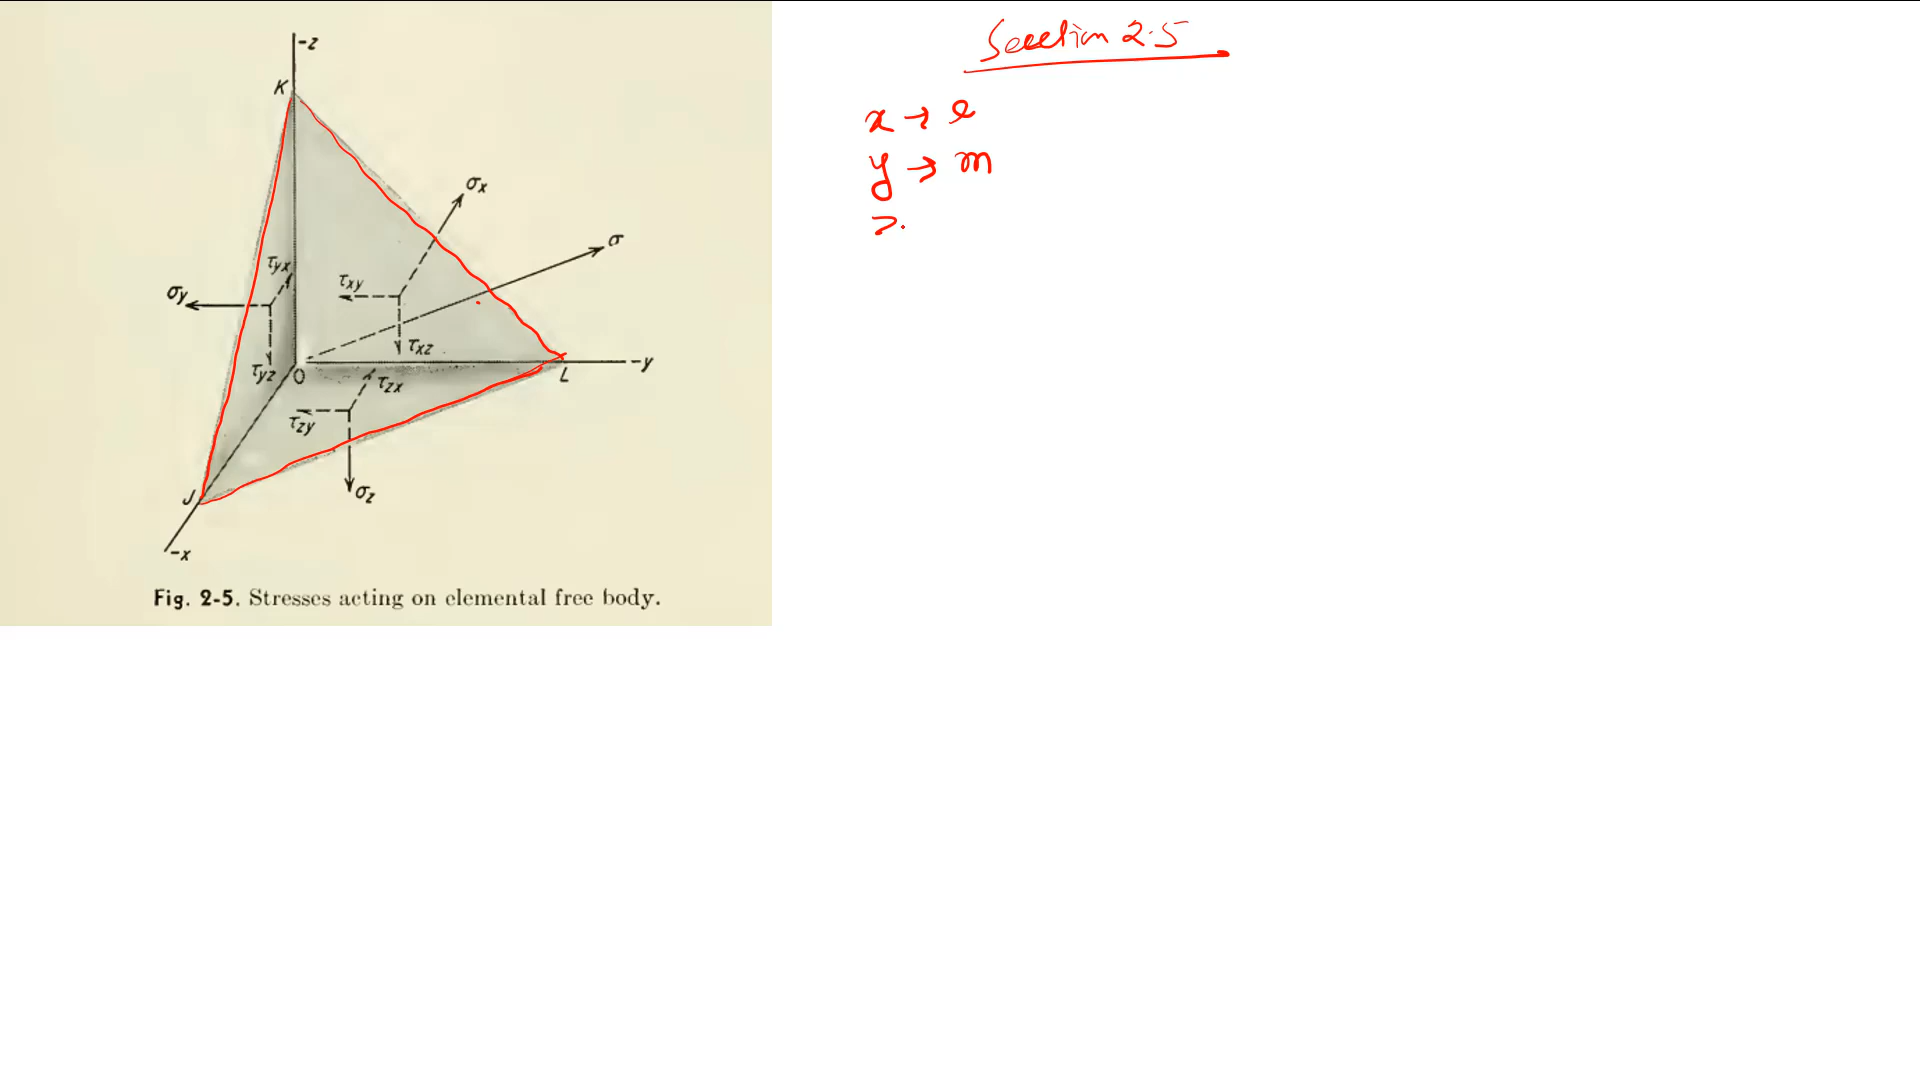 -z
K
σx
σ
τyx
τxy
σy
τxz
-y
τyz
O
τzx
L
τzy
σz
J
-x
Fig. 2-5. Stresses acting on elemental free body.
Secction 2.5
x → l
y → m
z